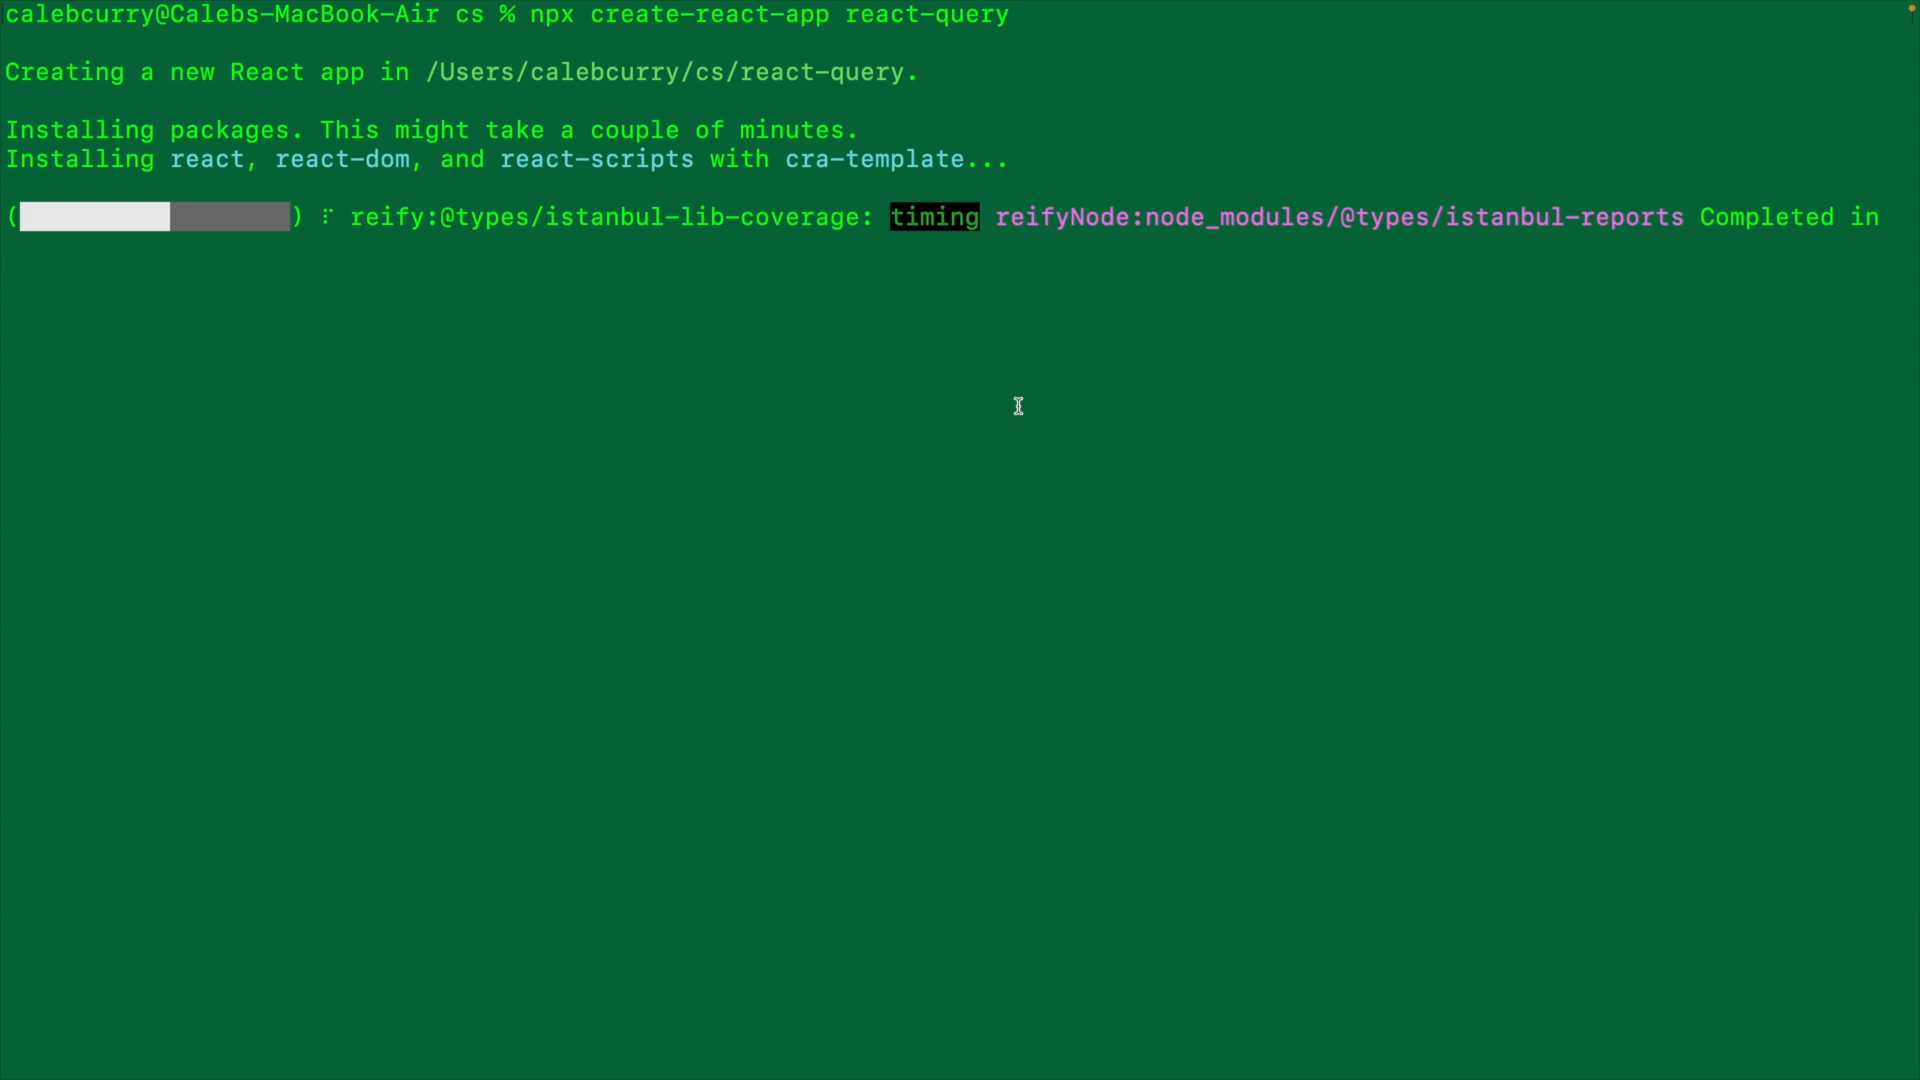 calebcurry@Calebs-MacBook-Air cs % npx create-react-app react-query
Creating a new React app in /Users/calebcurry/cs/react-query.
Installing packages. This might take a couple of minutes.
Installing react, react-dom, and react-scripts with cra-template...
( ) ⠏ reify:@types/istanbul-lib-coverage: timing reifyNode:node_modules/@types/istanbul-reports Completed in